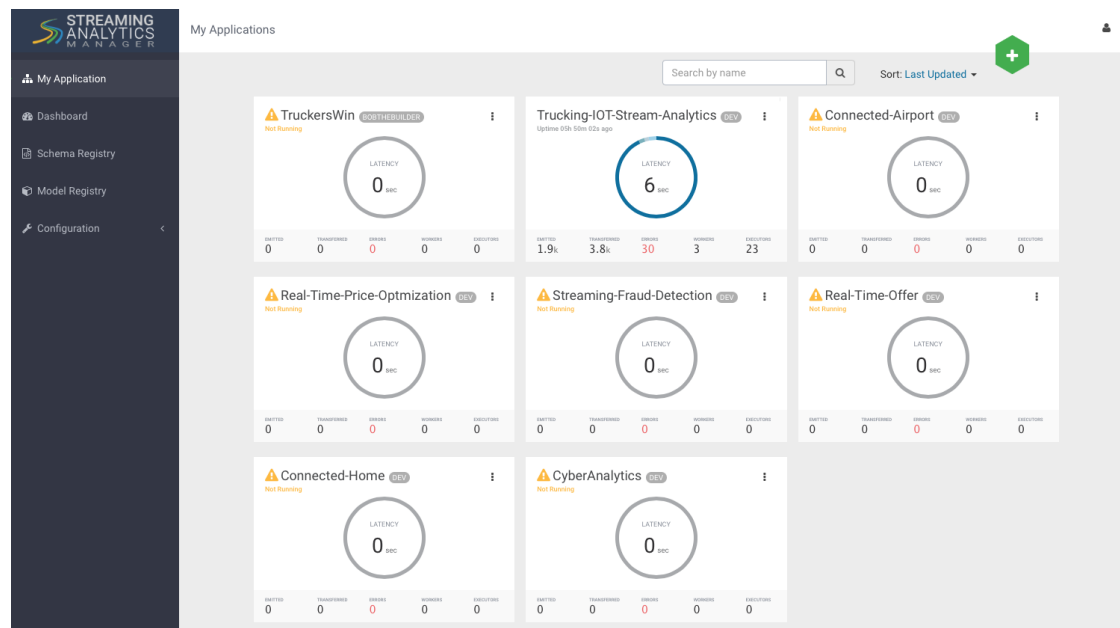 STREAMING
ANALYTICS
MANAGER
My Applications
My Application
Dashboard
Schema Registry
Model Registry
Configuration
Search by name
Sort: Last Updated
TruckersWin BOBTHEBUILDER
Not Running
LATENCY
0 sec
EMITTED TRANSFERRED ERRORS WORKERS EXECUTORS
0 0 0 0 0
Trucking-IOT-Stream-Analytics DEV
Uptime 05h 50m 02s ago
LATENCY
6 sec
EMITTED TRANSFERRED ERRORS WORKERS EXECUTORS
1.9k 3.8k 30 3 23
Connected-Airport DEV
Not Running
LATENCY
0 sec
EMITTED TRANSFERRED ERRORS WORKERS EXECUTORS
0 0 0 0 0
Real-Time-Price-Optmization DEV
Not Running
LATENCY
0 sec
EMITTED TRANSFERRED ERRORS WORKERS EXECUTORS
0 0 0 0 0
Streaming-Fraud-Detection DEV
Not Running
LATENCY
0 sec
EMITTED TRANSFERRED ERRORS WORKERS EXECUTORS
0 0 0 0 0
Real-Time-Offer DEV
Not Running
LATENCY
0 sec
EMITTED TRANSFERRED ERRORS WORKERS EXECUTORS
0 0 0 0 0
Connected-Home DEV
Not Running
LATENCY
0 sec
EMITTED TRANSFERRED ERRORS WORKERS EXECUTORS
0 0 0 0 0
CyberAnalytics DEV
Not Running
LATENCY
0 sec
EMITTED TRANSFERRED ERRORS WORKERS EXECUTORS
0 0 0 0 0